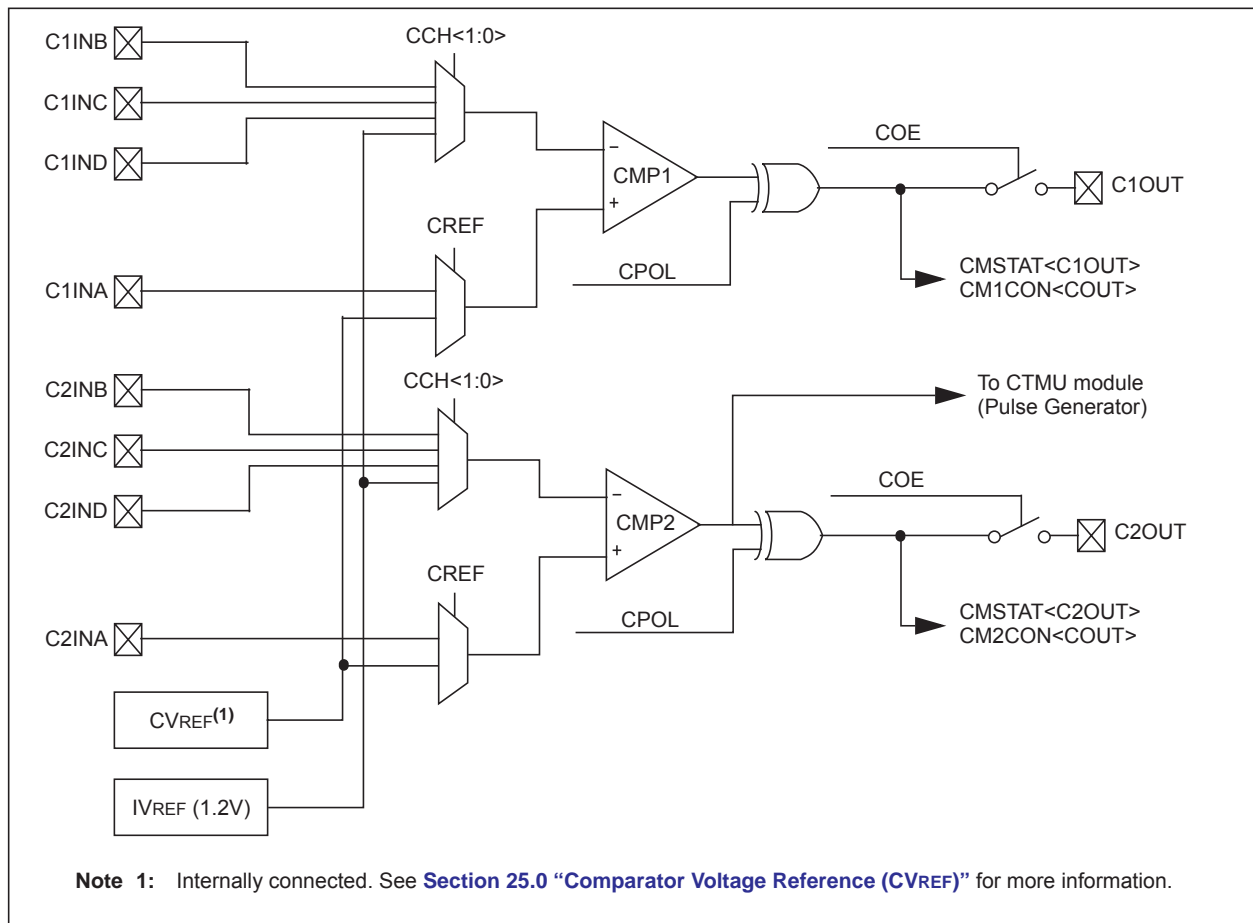 CCH<1:0>
C1INB
C1INC
C1IND
COE
−
CMP1
+
C1OUT
CREF
CPOL
CMSTAT<C1OUT>
CM1CON<COUT>
C1INA
CCH<1:0>
C2INB
To CTMU module
(Pulse Generator)
C2INC
C2IND
COE
−
CMP2
+
C2OUT
CREF
CPOL
CMSTAT<C2OUT>
CM2CON<COUT>
C2INA
CVREF(1)
IVREF (1.2V)
Note 1: Internally connected. See Section 25.0 “Comparator Voltage Reference (CVREF)” for more information.